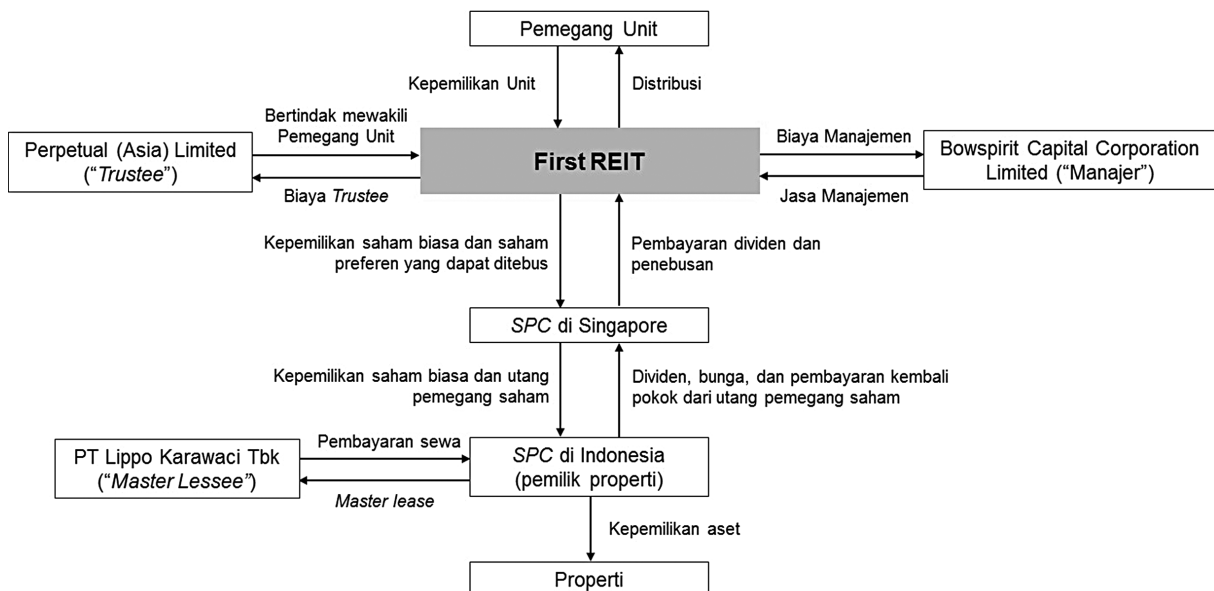 Pemegang Unit
Kepemilikan Unit
Distribusi
Bertindak mewakili
Pemegang Unit
Perpetual (Asia) Limited
(“Trustee”)
Biaya Trustee
First REIT
Biaya Manajemen
Jasa Manajemen
Bowspirit Capital Corporation
Limited (“Manajer”)
Kepemilikan saham biasa dan saham
preferen yang dapat ditebus
Pembayaran dividen dan
penebusan
SPC di Singapore
Kepemilikan saham biasa dan utang
pemegang saham
Dividen, bunga, dan pembayaran kembali
pokok dari utang pemegang saham
PT Lippo Karawaci Tbk
(“Master Lessee”)
Pembayaran sewa
Master lease
SPC di Indonesia
(pemilik properti)
Kepemilikan aset
Properti